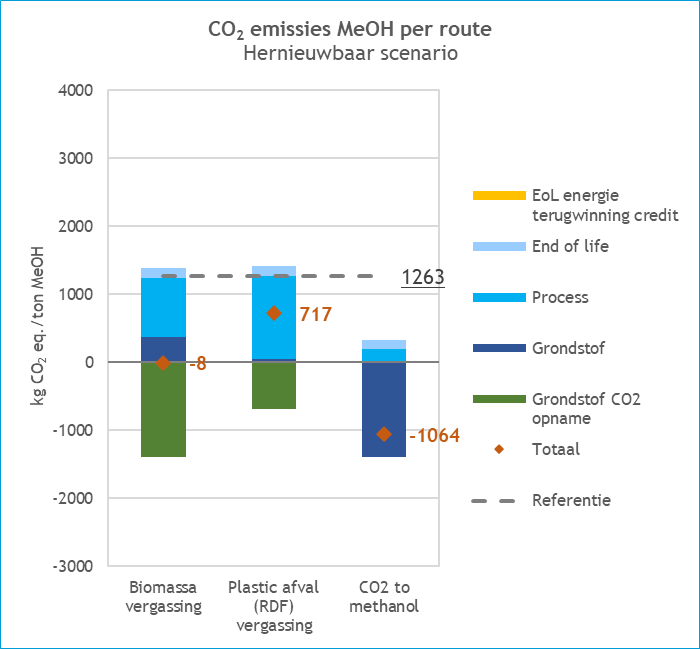 CO₂ emissies MeOH per route
Hernieuwbaar scenario
kg CO₂ eq./ton MeOH
4000
3000
2000
1000
0
-1000
-2000
-3000
1263
717
-8
-1064
Biomassa
vergassing
Plastic afval
(RDF)
vergassing
CO2 to
methanol
EoL energie
terugwinning credit
End of life
Process
Grondstof
Grondstof CO2
opname
Totaal
Referentie